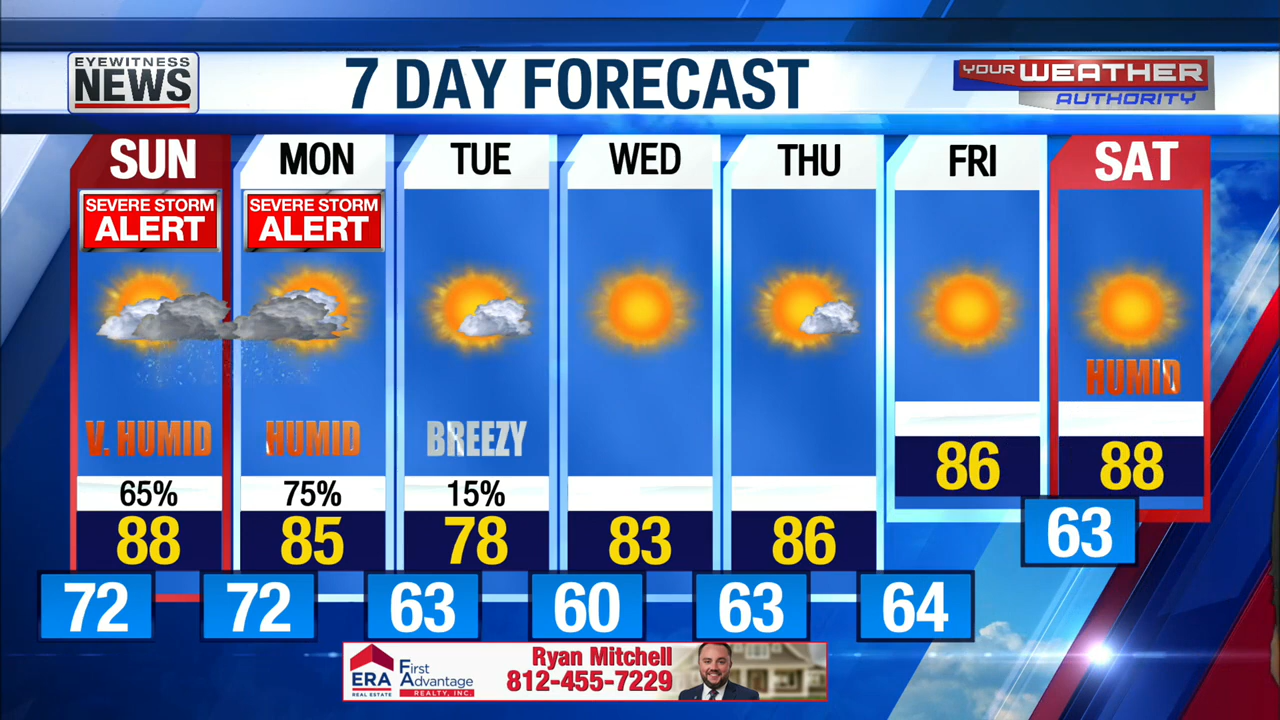 EYEWITNESS
NEWS
7 DAY FORECAST
YOUR WEATHER
AUTHORITY
SUN
MON
TUE
WED
THU
FRI
SAT
SEVERE STORM
ALERT
SEVERE STORM
ALERT
V. HUMID
HUMID
BREEZY
HUMID
65%
75%
15%
88
85
78
83
86
86
88
72
72
63
60
63
64
63
ERA
REAL ESTATE
First
Advantage
REALTY, INC.
Ryan Mitchell
812-455-7229